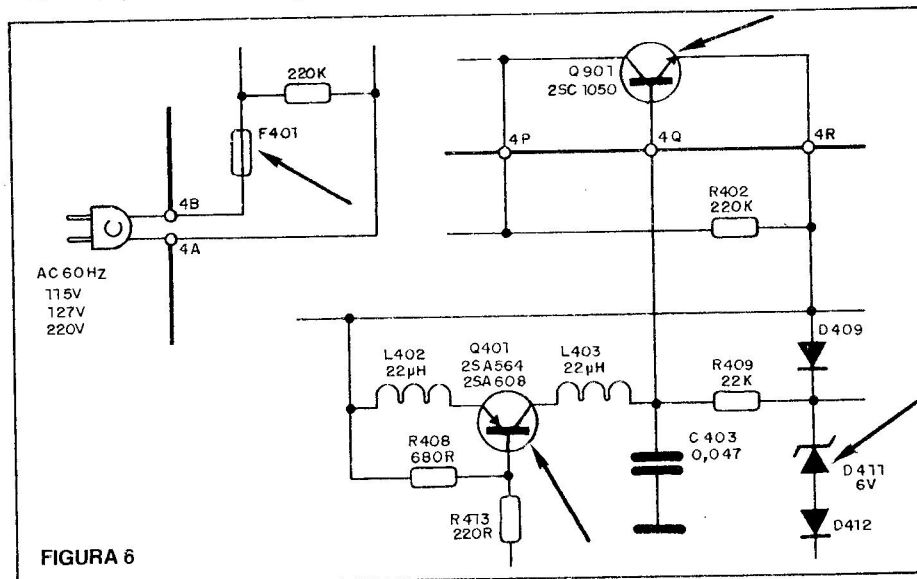 220K
F401
4B
4A
AC 60HZ
115V
127V
220V
Q901
2SC1050
4P
4Q
4R
R402
220K
D409
L402
22µH
Q401
2SA564
2SA608
L403
22µH
R409
22K
R408
680R
C403
0,047
D411
6V
R413
220R
D412
FIGURA 6